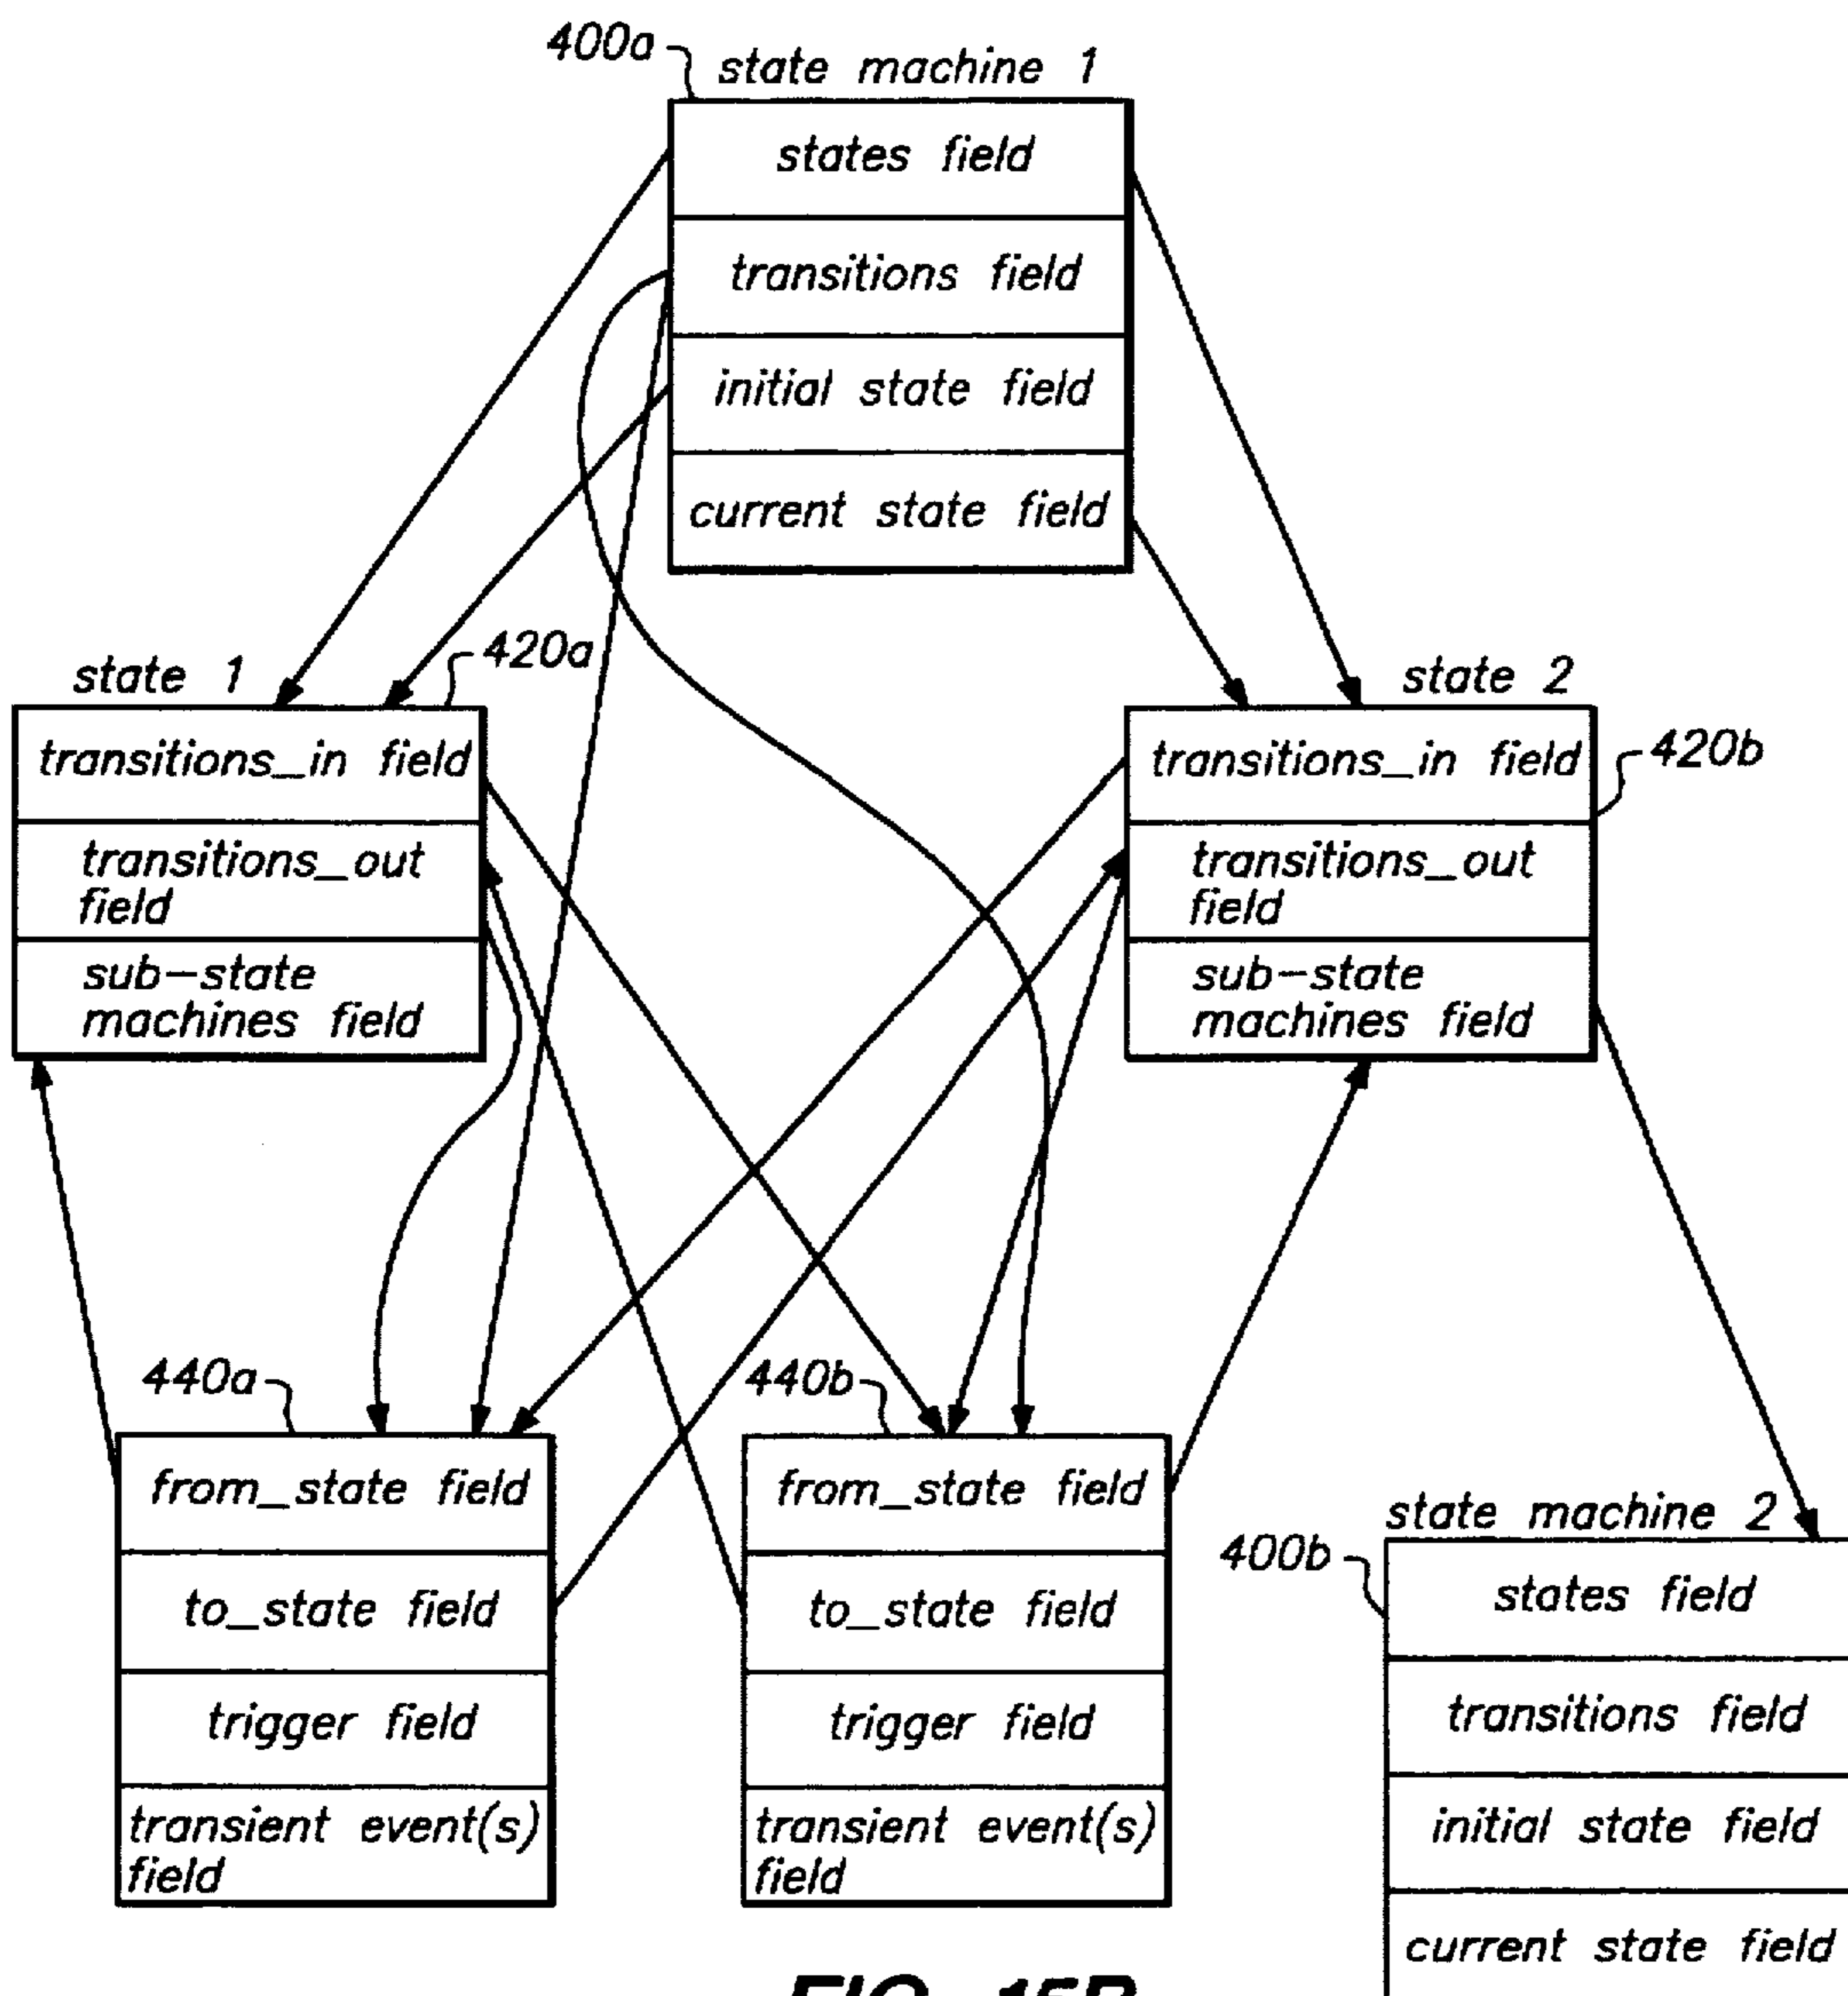 400a
state machine 1
states field
transitions field
initial state field
current state field
state 1
420a
transitions_in field
transitions_out
field
sub-state
machines field
state 2
420b
transitions_in field
transitions_out
field
sub-state
machines field
440a
from_state field
to_state field
trigger field
transient event(s)
field
440b
from_state field
to_state field
trigger field
transient event(s)
field
state machine 2
400b
states field
transitions field
initial state field
current state field
FIG. 15B